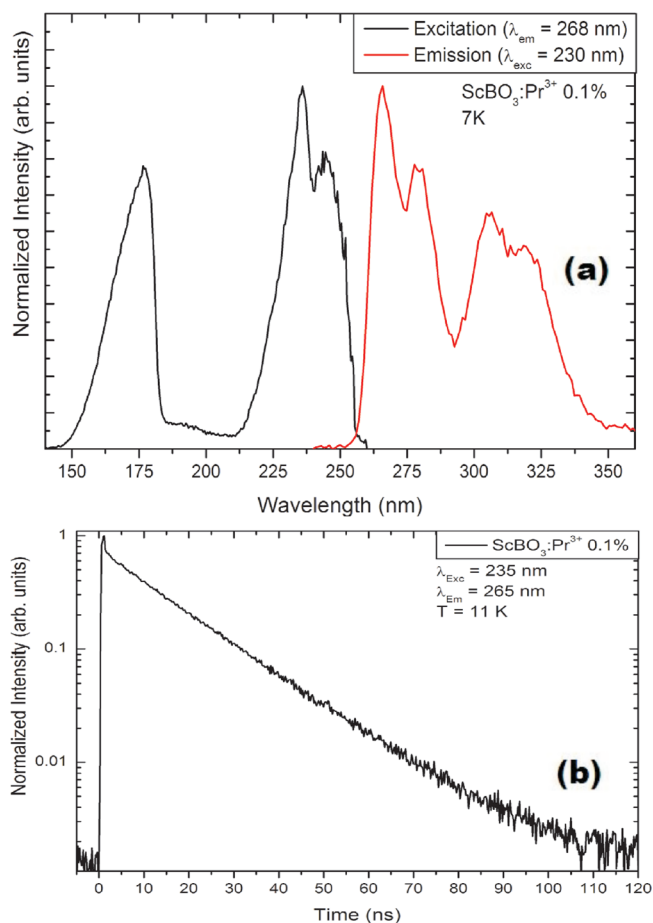 Excitation (λem = 268 nm)
Emission (λexc = 230 nm)
ScBO3:Pr3+ 0.1%
7K
(a)
Normalized Intensity (arb. units)
150 175 200 225 250 275 300 325 350
Wavelength (nm)
ScBO3:Pr3+ 0.1%
λExc = 235 nm
λEm = 265 nm
T = 11 K
(b)
Normalized Intensity (arb. units)
1
0.1
0.01
0 10 20 30 40 50 60 70 80 90 100 110 120
Time (ns)